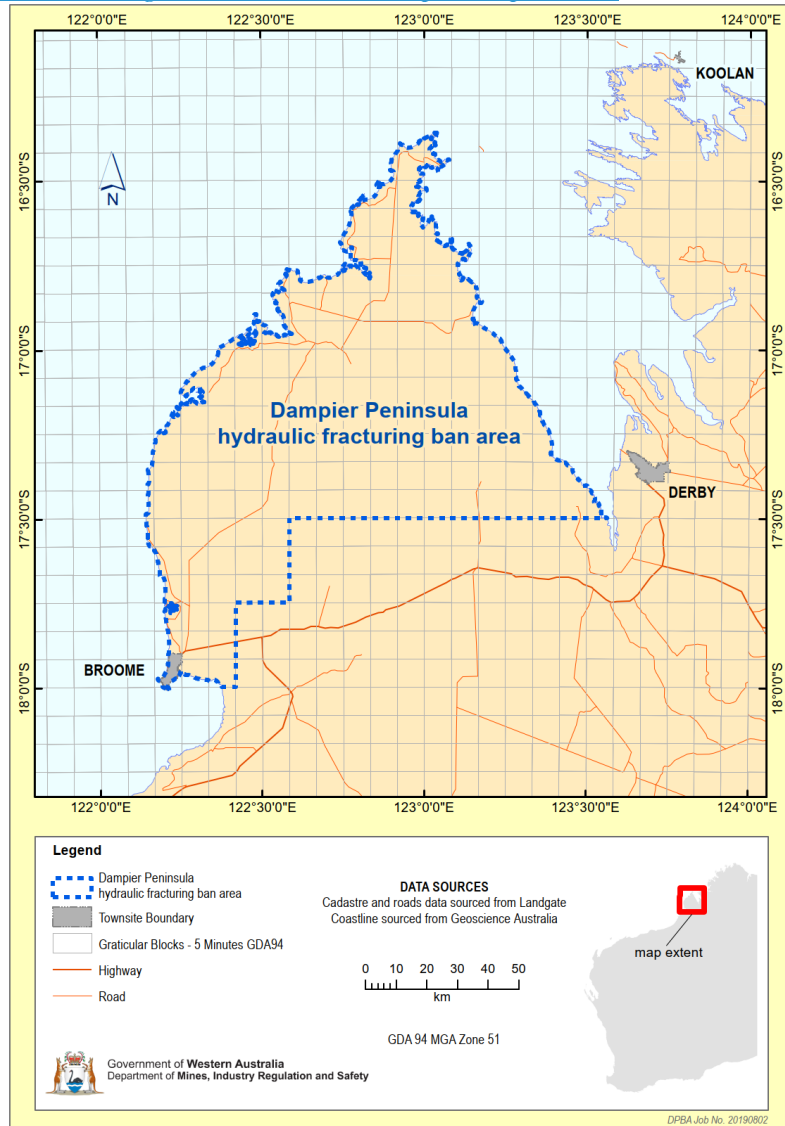 122°0'0"E 122°30'0"E 123°0'0"E 123°30'0"E 124°0'0"E
KOOLAN
16°30'0"S 16°30'0"S
N
17°0'0"S 17°0'0"S
Dampier Peninsula
hydraulic fracturing ban area
DERBY
17°30'0"S 17°30'0"S
BROOME
18°0'0"S 18°0'0"S
122°0'0"E 122°30'0"E 123°0'0"E 123°30'0"E 124°0'0"E
Legend
Dampier Peninsula
hydraulic fracturing ban area
Townsite Boundary
Graticular Blocks - 5 Minutes GDA94
Highway
Road
DATA SOURCES
Cadastre and roads data sourced from Landgate
Coastline sourced from Geoscience Australia
0 10 20 30 40 50
km
GDA 94 MGA Zone 51
map extent
Government of Western Australia
Department of Mines, Industry Regulation and Safety
DPBA Job No. 20190802